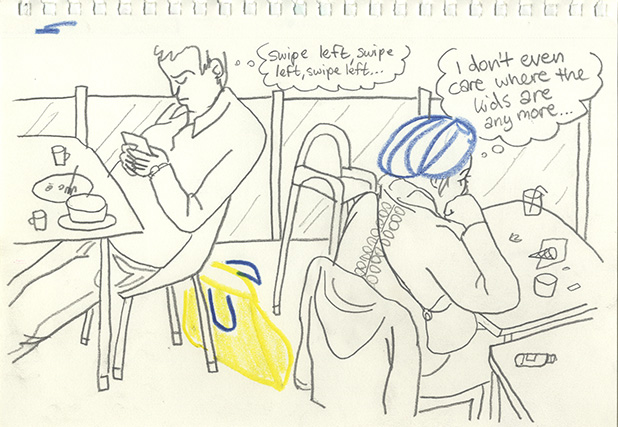 Swipe left, swipe
left, swipe left...
I don't even
care where the
kids are
any more...